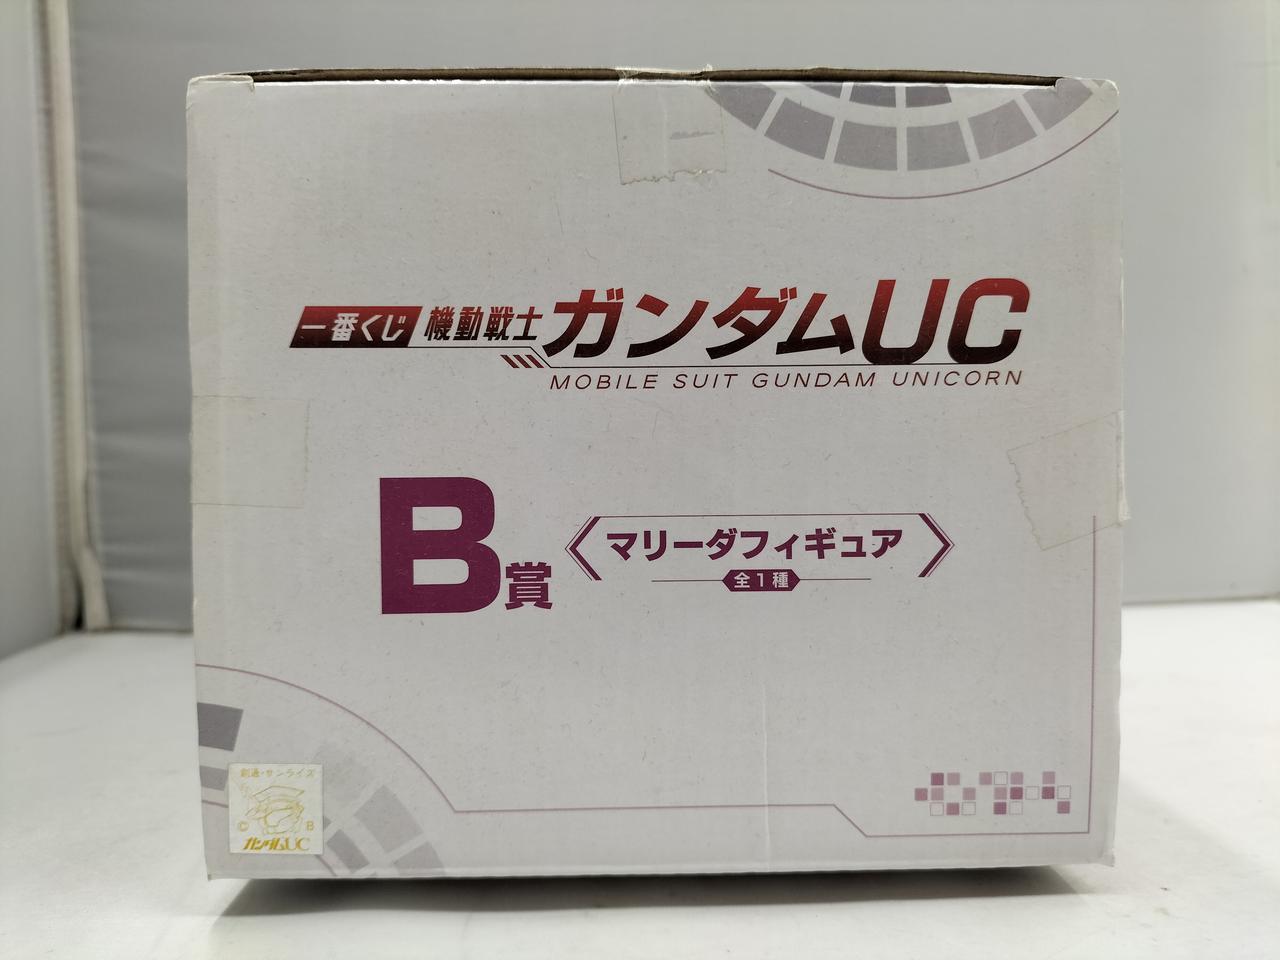 一番くじ 機動戦士ガンダムUC
MOBILE SUIT GUNDAM UNICORN
B賞 マリーダフィギュア
全1種
創通・サンライズ
© B
ガンダムUC